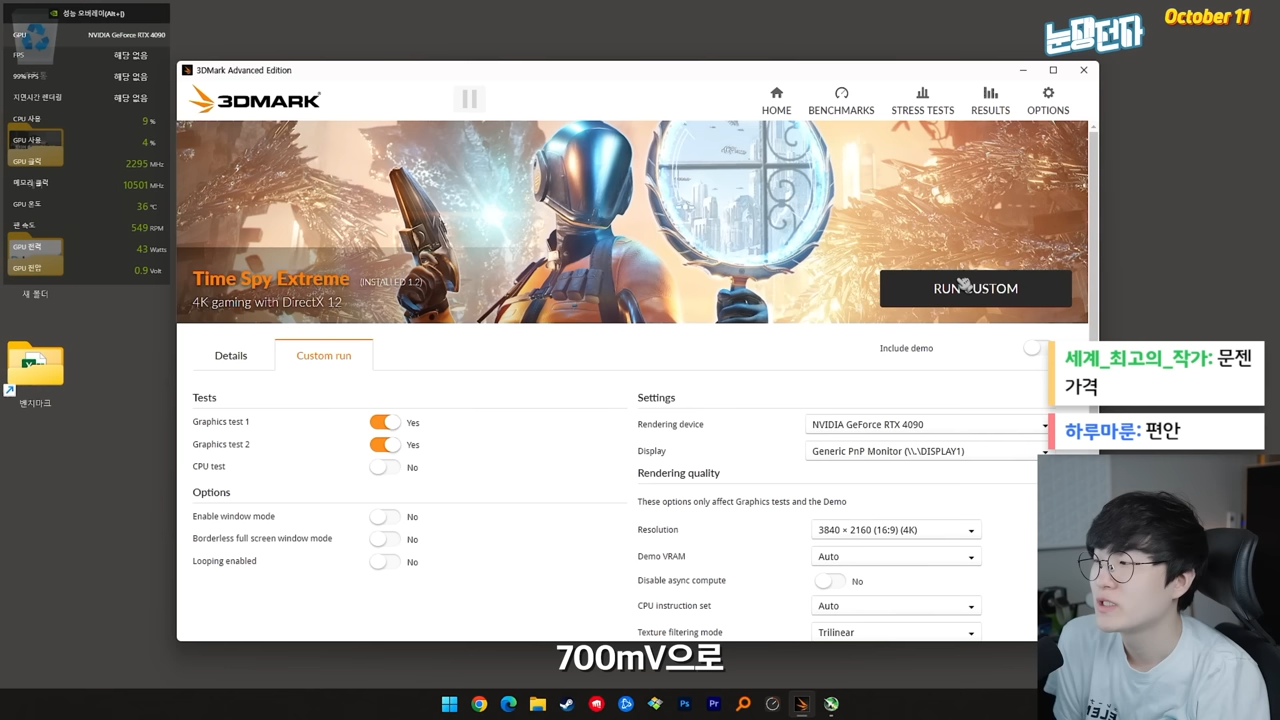 성능 오버레이(Alt+|)
GPU NVIDIA GeForce RTX 4090
FPS 해당 없음
99% FPS 해당 없음
지연시간 렌더링 해당 없음
CPU 사용 9 %
GPU 사용 4 %
GPU 클럭 2295 MHz
메모리 클럭 10501 MHz
GPU 온도 36 °C
팬 속도 549 RPM
GPU 전력 43 Watts
GPU 전압 0.9 Volt
새 폴더
벤치마크
October 11
눈쟁전자
3DMark Advanced Edition
3DMARK
HOME
BENCHMARKS
STRESS TESTS
RESULTS
OPTIONS
Time Spy Extreme (INSTALLED 1.2)
4K gaming with DirectX 12
RUN CUSTOM
Details
Custom run
Include demo
Tests
Graphics test 1 Yes
Graphics test 2 Yes
CPU test No
Options
Enable window mode No
Borderless full screen window mode No
Looping enabled No
Settings
Rendering device NVIDIA GeForce RTX 4090
Display Generic PnP Monitor (\\.\DISPLAY1)
Rendering quality
These options only affect Graphics tests and the Demo
Resolution 3840 × 2160 (16:9) (4K)
Demo VRAM Auto
Disable async compute No
CPU instruction set Auto
Texture filtering mode Trilinear
세계_최고의_작가: 문젠
가격
하루마룬: 편안
700mV으로